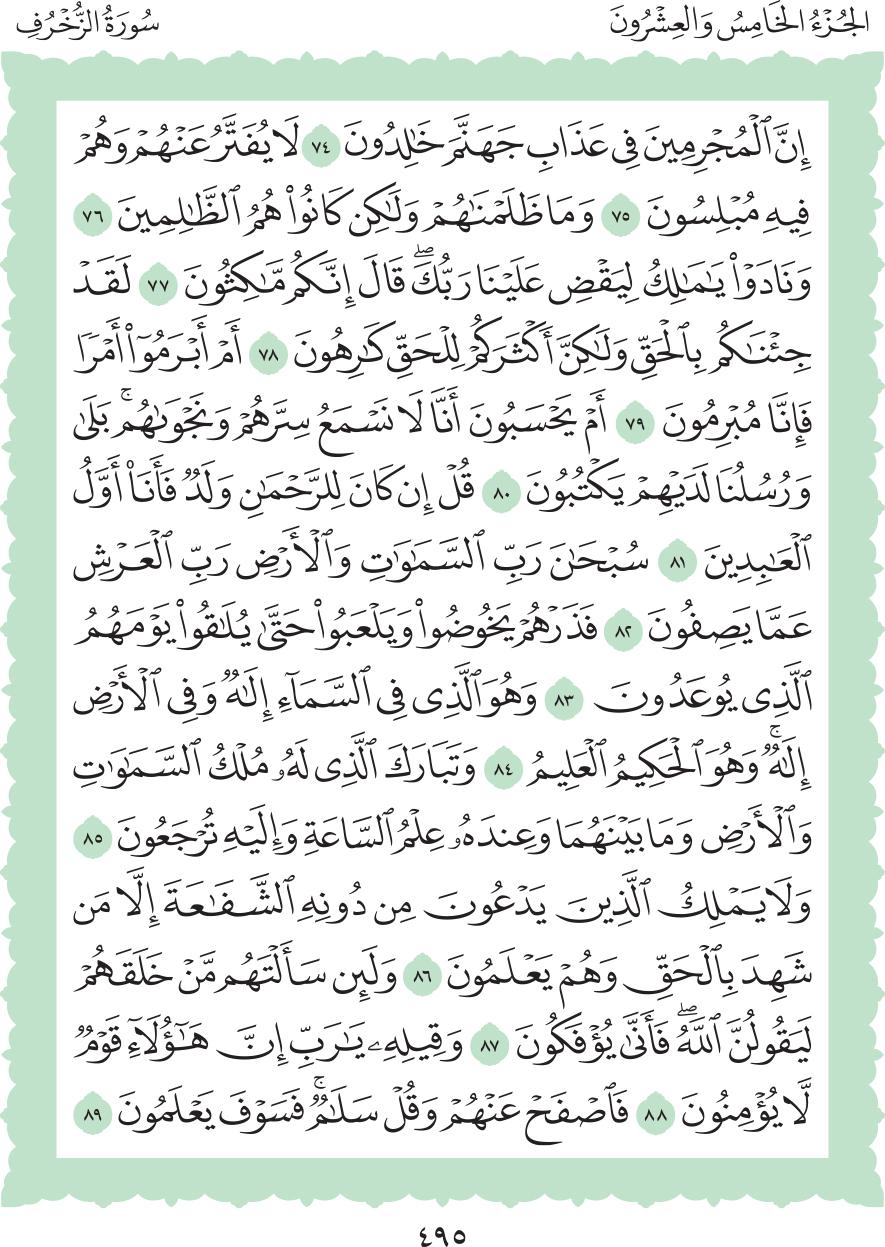 الجُزْءُ الخَامِسُ وَالعِشْرُونَ
سُورَةُ الزُّخْرُفِ
إِنَّ ٱلْمُجْرِمِينَ فِى عَذَابِ جَهَنَّمَ خَٰلِدُونَ ٧٤ لَا يُفَتَّرُ عَنْهُمْ وَهُمْ
فِيهِ مُبْلِسُونَ ٧٥ وَمَا ظَلَمْنَٰهُمْ وَلَٰكِن كَانُوا۟ هُمُ ٱلظَّٰلِمِينَ ٧٦
وَنَادَوْا۟ يَٰمَٰلِكُ لِيَقْضِ عَلَيْنَا رَبُّكَ ۖ قَالَ إِنَّكُم مَّٰكِثُونَ ٧٧ لَقَدْ
جِئْنَٰكُم بِٱلْحَقِّ وَلَٰكِنَّ أَكْثَرَكُمْ لِلْحَقِّ كَٰرِهُونَ ٧٨ أَمْ أَبْرَمُوٓا۟ أَمْرًا
فَإِنَّا مُبْرِمُونَ ٧٩ أَمْ يَحْسَبُونَ أَنَّا لَا نَسْمَعُ سِرَّهُمْ وَنَجْوَىٰهُم ۚ بَلَىٰ
وَرُسُلُنَا لَدَيْهِمْ يَكْتُبُونَ ٨٠ قُلْ إِن كَانَ لِلرَّحْمَٰنِ وَلَدٌ فَأَنَا۠ أَوَّلُ
ٱلْعَٰبِدِينَ ٨١ سُبْحَٰنَ رَبِّ ٱلسَّمَٰوَٰتِ وَٱلْأَرْضِ رَبِّ ٱلْعَرْشِ
عَمَّا يَصِفُونَ ٨٢ فَذَرْهُمْ يَخُوضُوا۟ وَيَلْعَبُوا۟ حَتَّىٰ يُلَٰقُوا۟ يَوْمَهُمُ
ٱلَّذِى يُوعَدُونَ ٨٣ وَهُوَ ٱلَّذِى فِى ٱلسَّمَآءِ إِلَٰهٌ وَفِى ٱلْأَرْضِ
إِلَٰهٌ ۚ وَهُوَ ٱلْحَكِيمُ ٱلْعَلِيمُ ٨٤ وَتَبَارَكَ ٱلَّذِى لَهُۥ مُلْكُ ٱلسَّمَٰوَٰتِ
وَٱلْأَرْضِ وَمَا بَيْنَهُمَا وَعِندَهُۥ عِلْمُ ٱلسَّاعَةِ وَإِلَيْهِ تُرْجَعُونَ ٨٥
وَلَا يَمْلِكُ ٱلَّذِينَ يَدْعُونَ مِن دُونِهِ ٱلشَّفَٰعَةَ إِلَّا مَن
شَهِدَ بِٱلْحَقِّ وَهُمْ يَعْلَمُونَ ٨٦ وَلَئِن سَأَلْتَهُم مَّنْ خَلَقَهُمْ
لَيَقُولُنَّ ٱللَّهُ ۖ فَأَنَّىٰ يُؤْفَكُونَ ٨٧ وَقِيلِهِۦ يَٰرَبِّ إِنَّ هَٰٓؤُلَآءِ قَوْمٌ
لَّا يُؤْمِنُونَ ٨٨ فَٱصْفَحْ عَنْهُمْ وَقُلْ سَلَٰمٌ ۚ فَسَوْفَ يَعْلَمُونَ ٨٩
٤٩٥